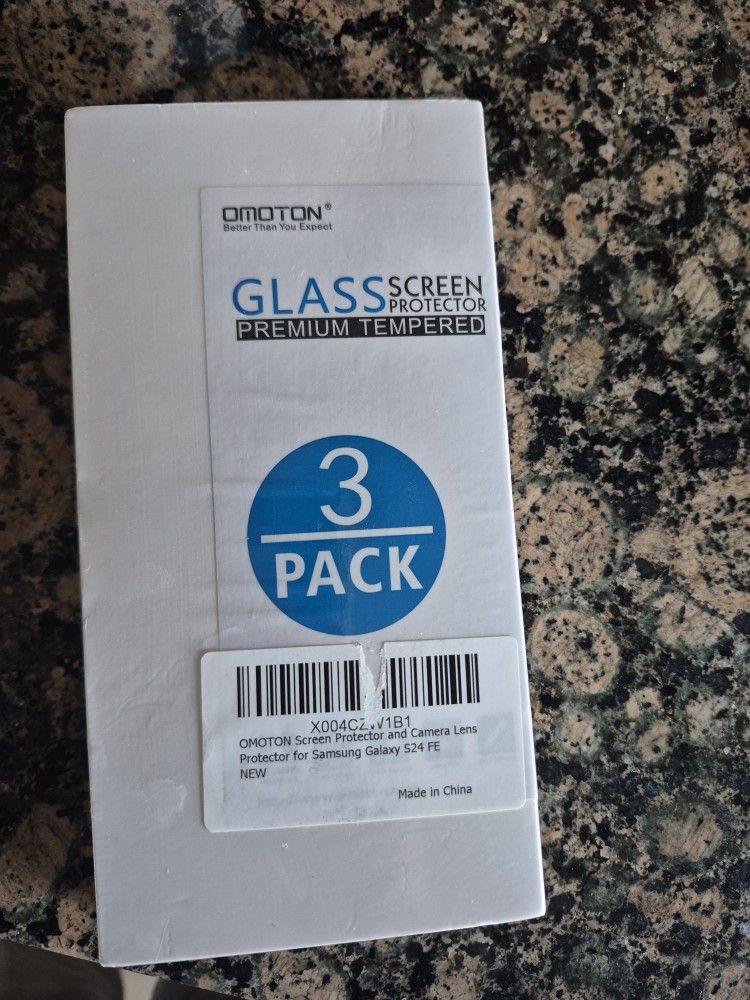 OMOTON®
Better Than You Expect
GLASS SCREEN PROTECTOR
PREMIUM TEMPERED
3
PACK
OMOTON Screen Protector and Camera Lens
Protector for Samsung Galaxy S24 FE
NEW
Made in China